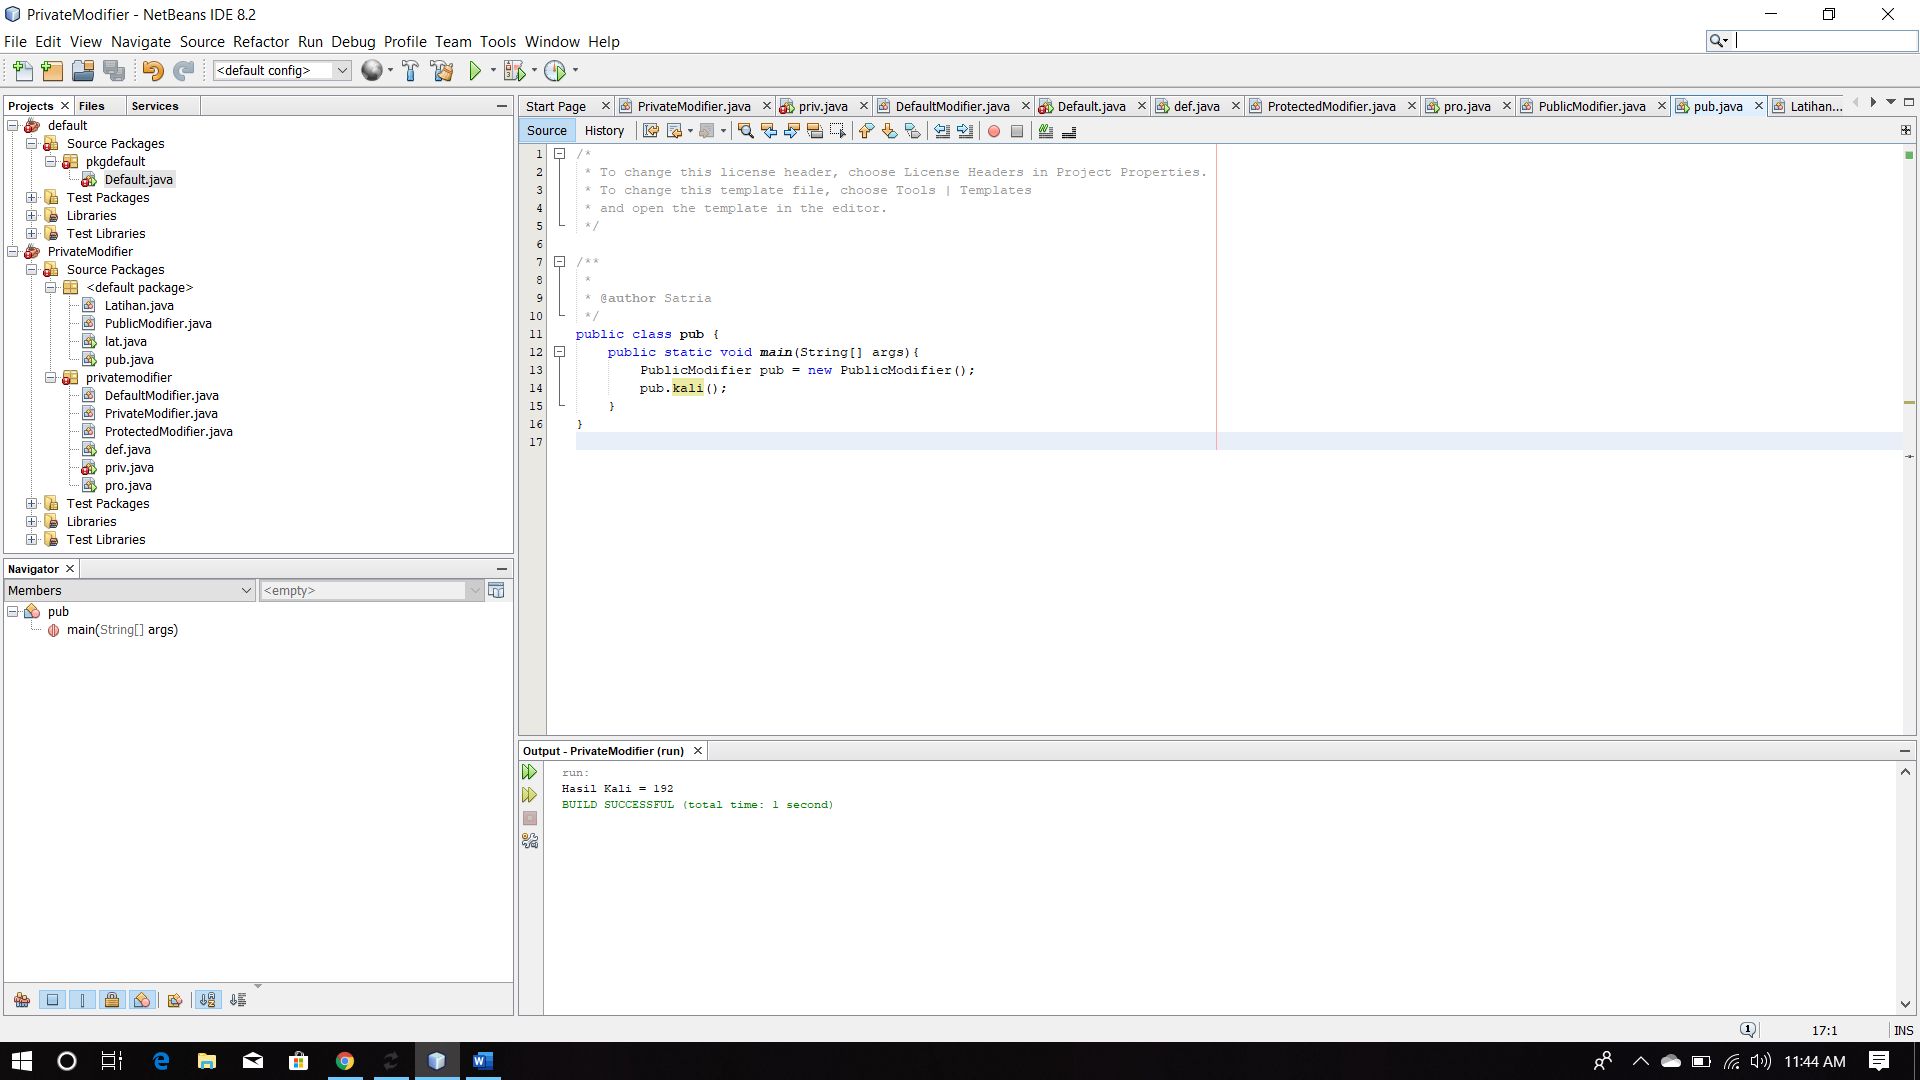 PrivateModifier - NetBeans IDE 8.2
File Edit View Navigate Source Refactor Run Debug Profile Team Tools Window Help
<default config>
Projects Files Services
default
Source Packages
pkgdefault
Default.java
Test Packages
Libraries
Test Libraries
PrivateModifier
Source Packages
<default package>
Latihan.java
PublicModifier.java
lat.java
pub.java
privatemodifier
DefaultModifier.java
PrivateModifier.java
ProtectedModifier.java
def.java
priv.java
pro.java
Test Packages
Libraries
Test Libraries
Navigator
Members <empty>
pub
main(String[] args)
Start Page PrivateModifier.java priv.java DefaultModifier.java Default.java def.java ProtectedModifier.java pro.java PublicModifier.java pub.java Latihan...
Source History
1 /*
2 * To change this license header, choose License Headers in Project Properties.
3 * To change this template file, choose Tools | Templates
4 * and open the template in the editor.
5 */
6
7 /**
8 *
9 * @author Satria
10 */
11 public class pub {
12 public static void main(String[] args){
13 PublicModifier pub = new PublicModifier();
14 pub.kali();
15 }
16 }
17
Output - PrivateModifier (run)
run:
Hasil Kali = 192
BUILD SUCCESSFUL (total time: 1 second)
17:1 INS
11:44 AM